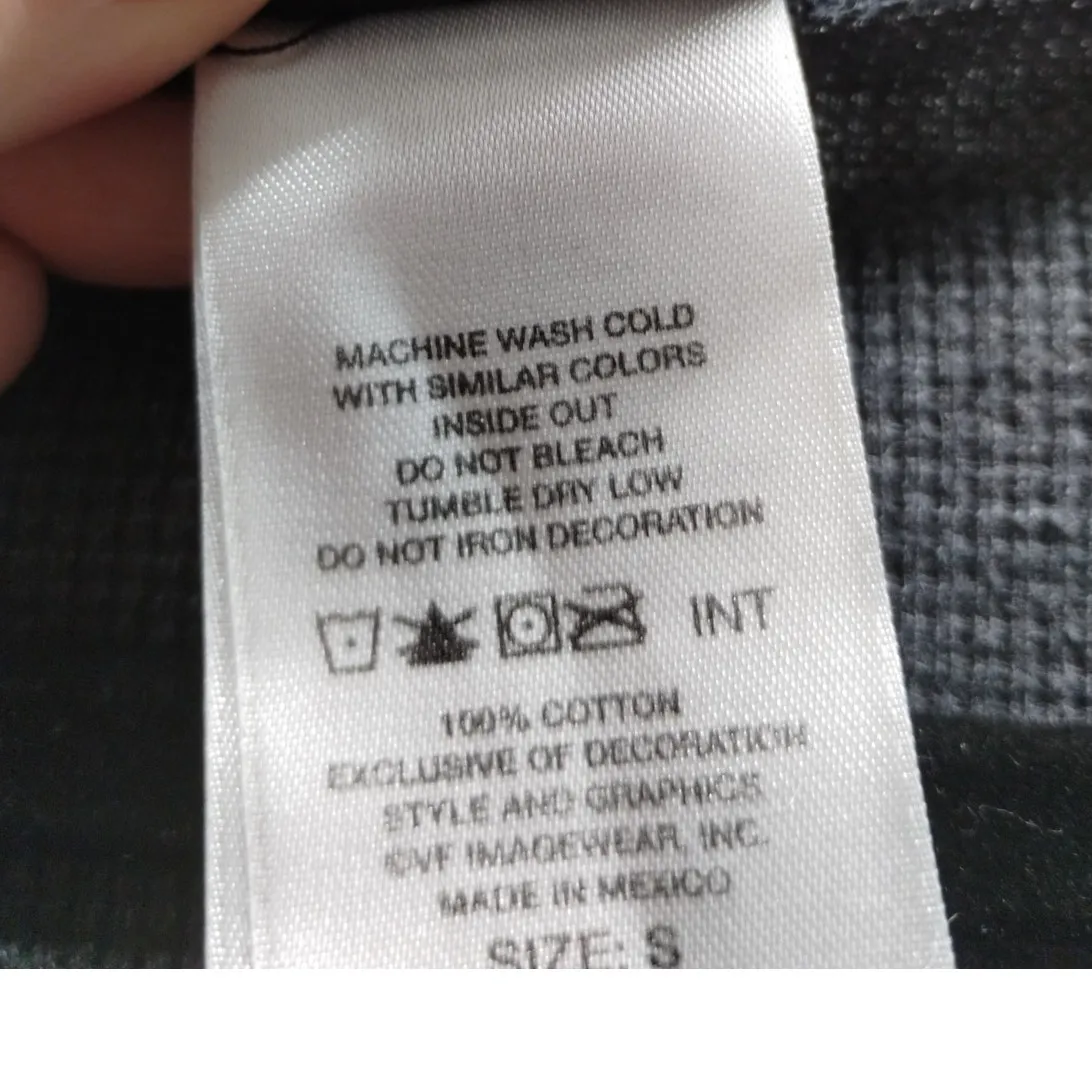 MACHINE WASH COLD
WITH SIMILAR COLORS
INSIDE OUT
DO NOT BLEACH
TUMBLE DRY LOW
DO NOT IRON DECORATION
INT
100% COTTON
EXCLUSIVE OF DECORATION
STYLE AND GRAPHICS
©VF IMAGEWEAR, INC.
MADE IN MEXICO
SIZE: S